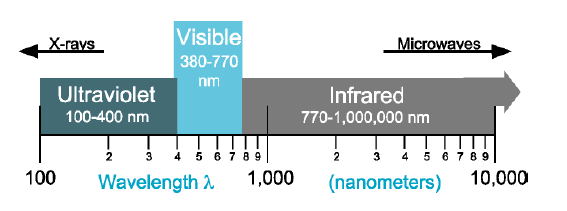 X-rays
Visible
380-770
nm
Microwaves
Ultraviolet
100-400 nm
Infrared
770-1,000,000 nm
2 3 4 5 6 7 8 9 2 3 4 5 6 7 8 9
100 Wavelength λ 1,000 (nanometers) 10,000